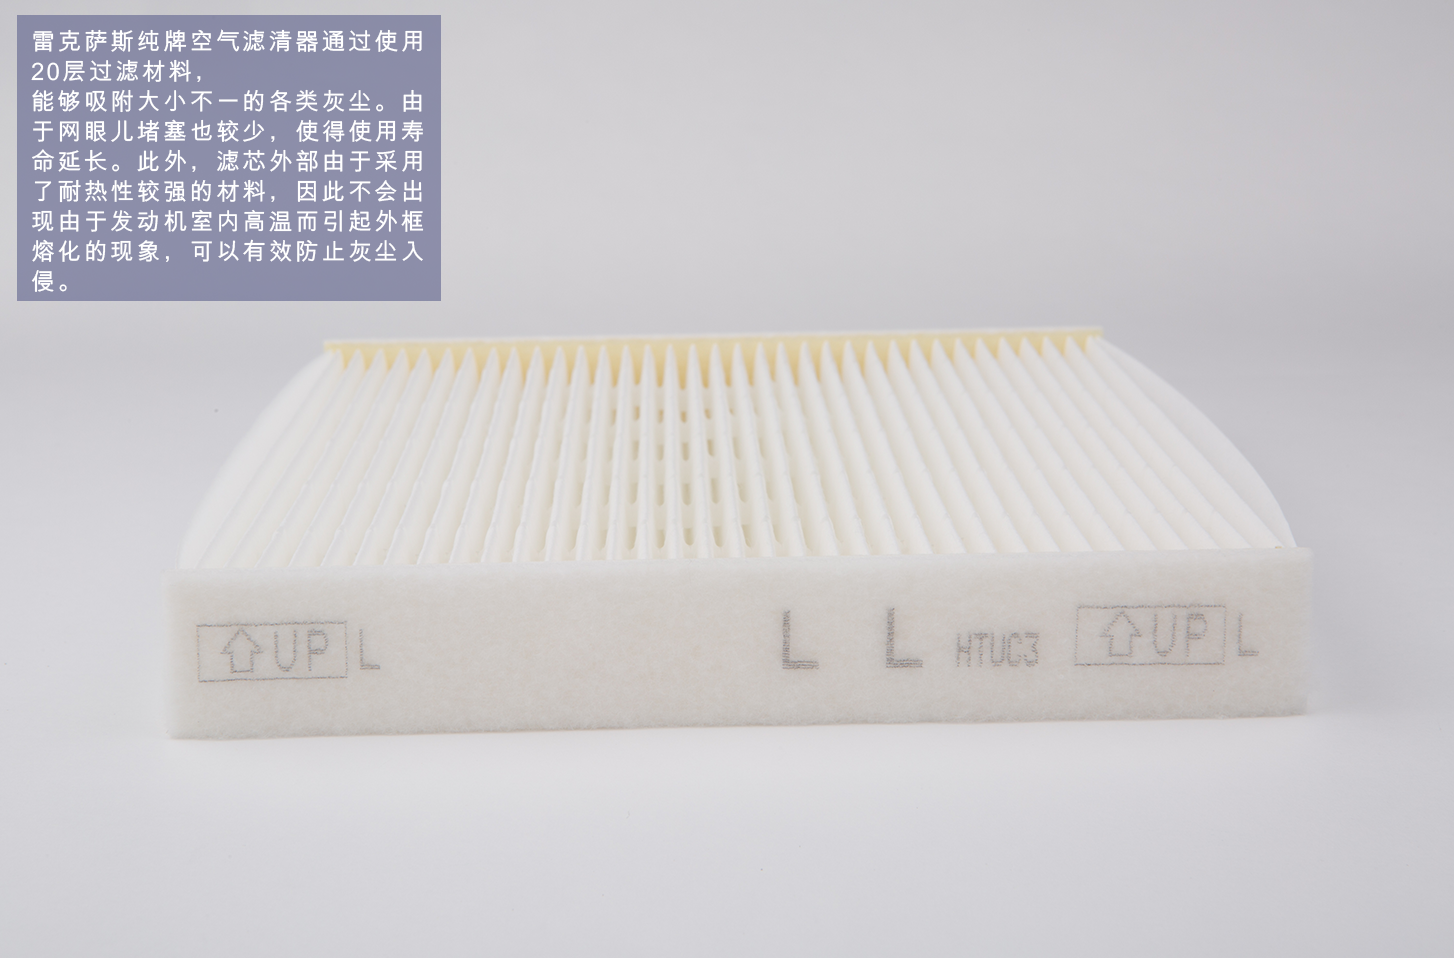 雷克萨斯纯牌空气滤清器通过使用
20层过滤材料，
能够吸附大小不一的各类灰尘。由
于网眼儿堵塞也较少，使得使用寿
命延长。此外，滤芯外部由于采用
了耐热性较强的材料，因此不会出
现由于发动机室内高温而引起外框
熔化的现象，可以有效防止灰尘入
侵。
UP L
L L HTUC3
UP L